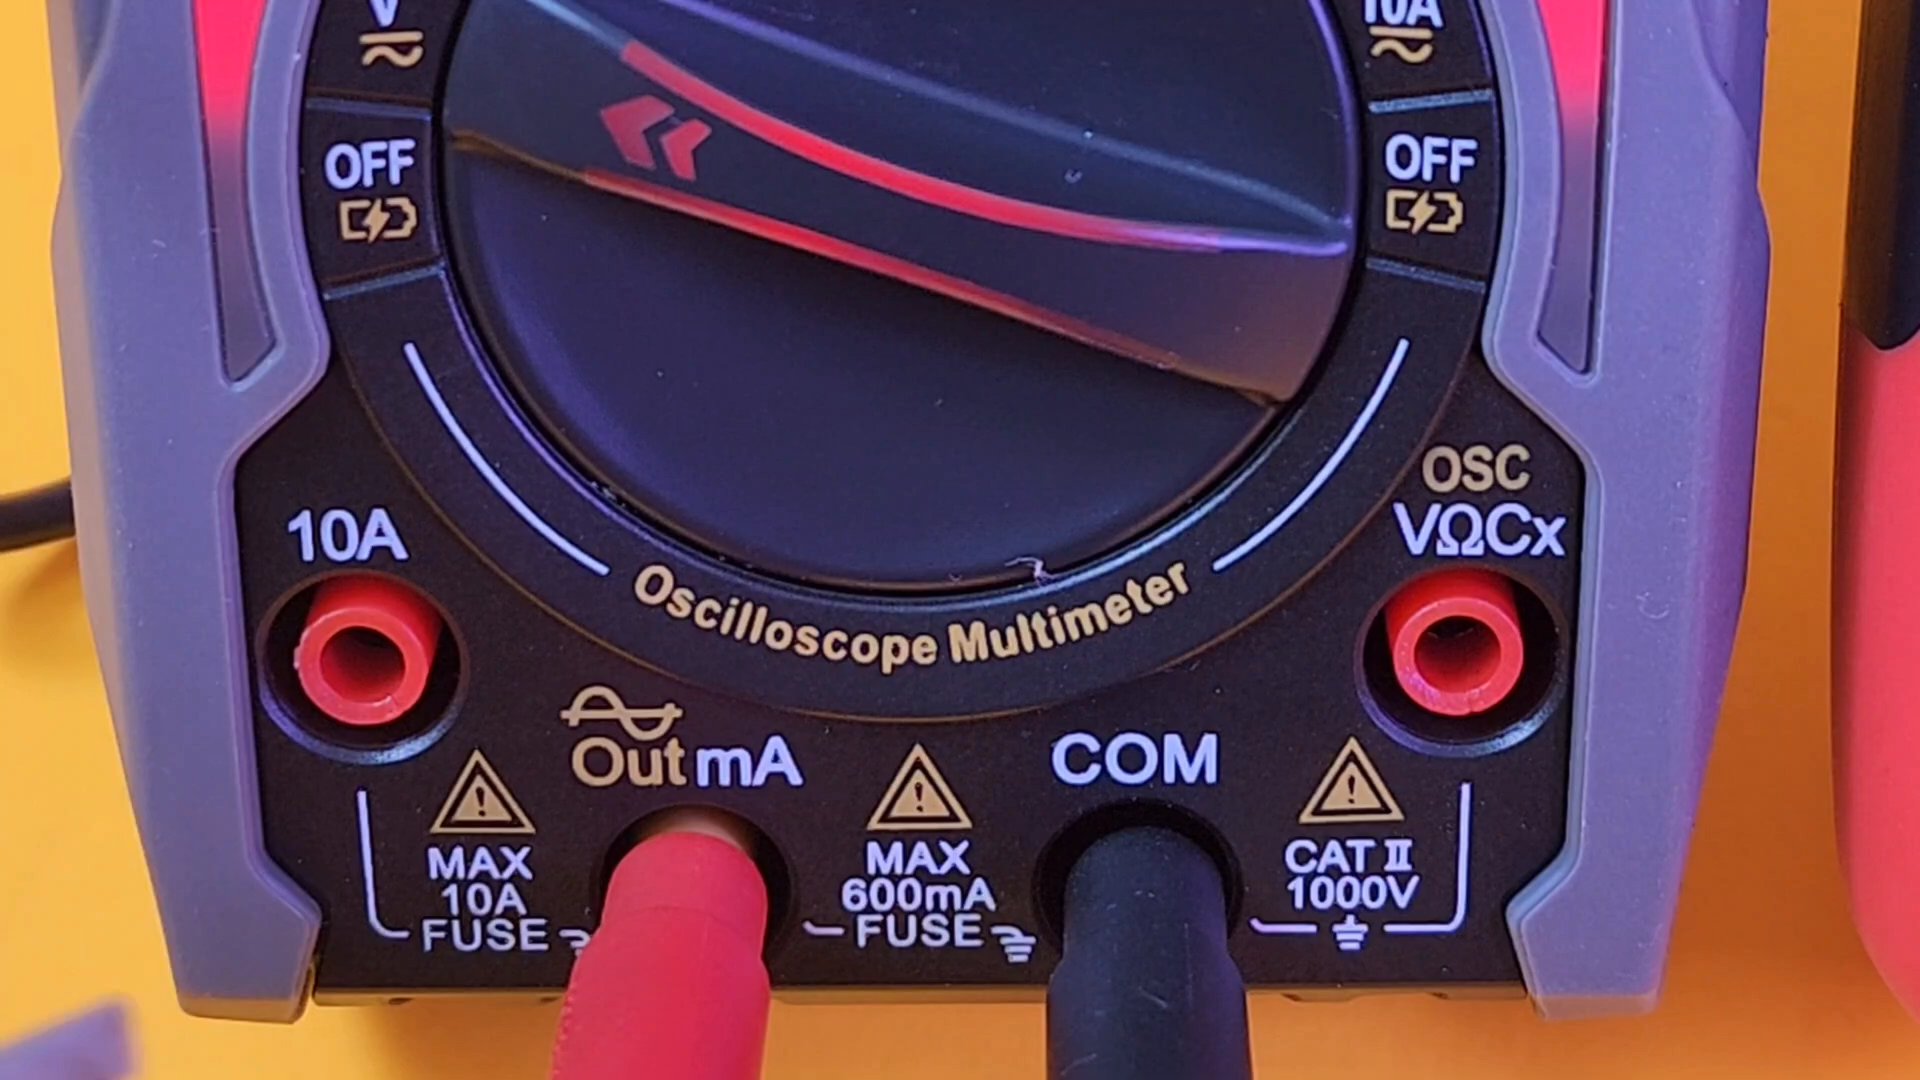 V
10A
OFF
OFF
OSC
VΩCx
10A
Oscilloscope Multimeter
Out mA
COM
MAX
10A
FUSE
MAX
600mA
FUSE
CAT II
1000V